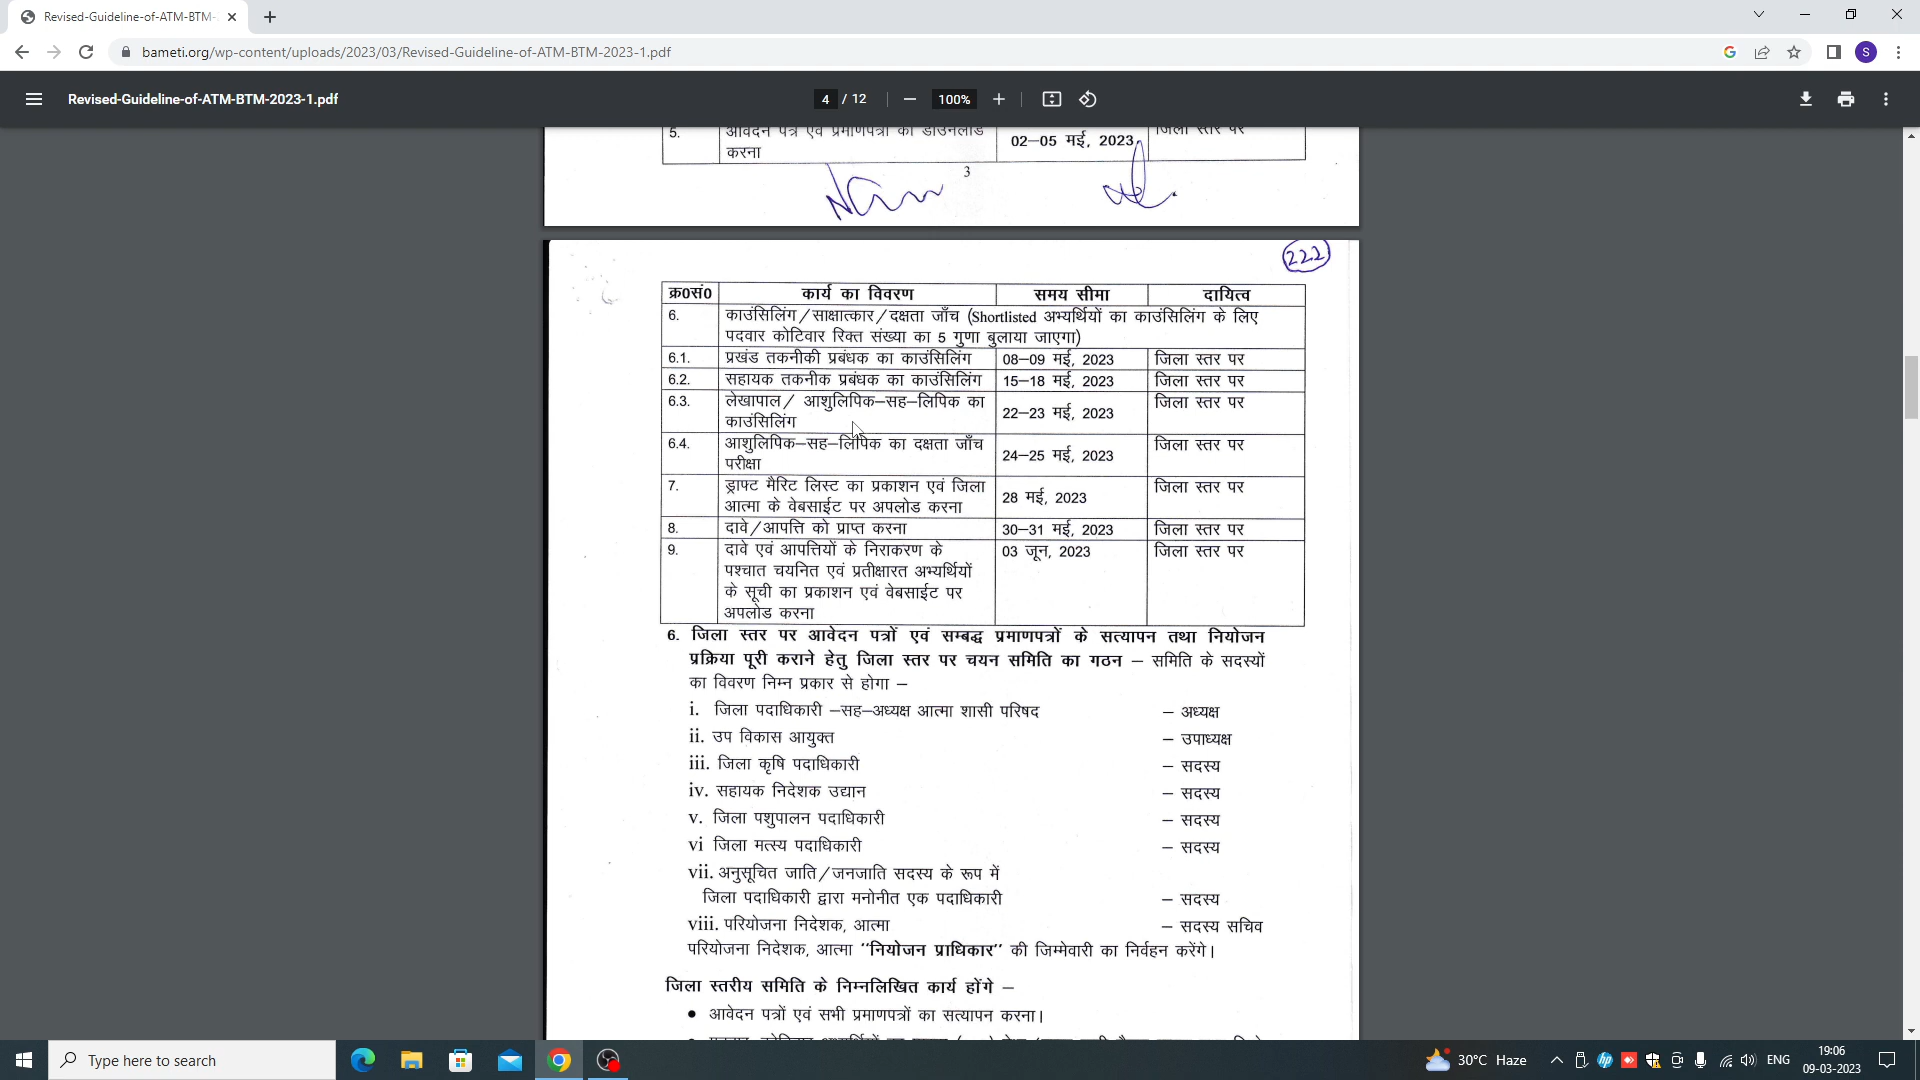 Revised-Guideline-of-ATM-BTM-
bameti.org/wp-content/uploads/2023/03/Revised-Guideline-of-ATM-BTM-2023-1.pdf
S
Revised-Guideline-of-ATM-BTM-2023-1.pdf
4 / 12
100%
5. आवेदन पत्र एवं प्रमाणपत्रों को डाउनलोड करना 02–05 मई, 2023 जिला स्तर पर
3
222
क्र0सं0 कार्य का विवरण समय सीमा दायित्व
6. काउंसिलिंग/साक्षात्कार/दक्षता जाँच (Shortlisted अभ्यर्थियों का काउंसिलिंग के लिए
पदवार कोटिवार रिक्त संख्या का 5 गुणा बुलाया जाएगा)
6.1. प्रखंड तकनीकी प्रबंधक का काउंसिलिंग 08–09 मई, 2023 जिला स्तर पर
6.2. सहायक तकनीक प्रबंधक का काउंसिलिंग 15–18 मई, 2023 जिला स्तर पर
6.3. लेखापाल/ आशुलिपिक–सह–लिपिक का
काउंसिलिंग 22–23 मई, 2023 जिला स्तर पर
6.4. आशुलिपिक–सह–लिपिक का दक्षता जाँच
परीक्षा 24–25 मई, 2023 जिला स्तर पर
7. ड्राफ्ट मैरिट लिस्ट का प्रकाशन एवं जिला
आत्मा के वेबसाईट पर अपलोड करना 28 मई, 2023 जिला स्तर पर
8. दावे/आपत्ति को प्राप्त करना 30–31 मई, 2023 जिला स्तर पर
9. दावे एवं आपत्तियों के निराकरण के 03 जून, 2023 जिला स्तर पर
पश्चात चयनित एवं प्रतीक्षारत अभ्यर्थियों
के सूची का प्रकाशन एवं वेबसाईट पर
अपलोड करना
6. जिला स्तर पर आवेदन पत्रों एवं सम्बद्ध प्रमाणपत्रों के सत्यापन तथा नियोजन
प्रक्रिया पूरी कराने हेतु जिला स्तर पर चयन समिति का गठन – समिति के सदस्यों
का विवरण निम्न प्रकार से होगा –
i. जिला पदाधिकारी –सह–अध्यक्ष आत्मा शासी परिषद – अध्यक्ष
ii. उप विकास आयुक्त – उपाध्यक्ष
iii. जिला कृषि पदाधिकारी – सदस्य
iv. सहायक निदेशक उद्यान – सदस्य
v. जिला पशुपालन पदाधिकारी – सदस्य
vi जिला मत्स्य पदाधिकारी – सदस्य
vii. अनुसूचित जाति/जनजाति सदस्य के रूप में
जिला पदाधिकारी द्वारा मनोनीत एक पदाधिकारी – सदस्य
viii. परियोजना निदेशक, आत्मा – सदस्य सचिव
परियोजना निदेशक, आत्मा ''नियोजन प्राधिकार'' की जिम्मेवारी का निर्वहन करेंगे।
जिला स्तरीय समिति के निम्नलिखित कार्य होंगे –
• आवेदन पत्रों एवं सभी प्रमाणपत्रों का सत्यापन करना।
Type here to search
30°C Haze
ENG
19:06
09-03-2023